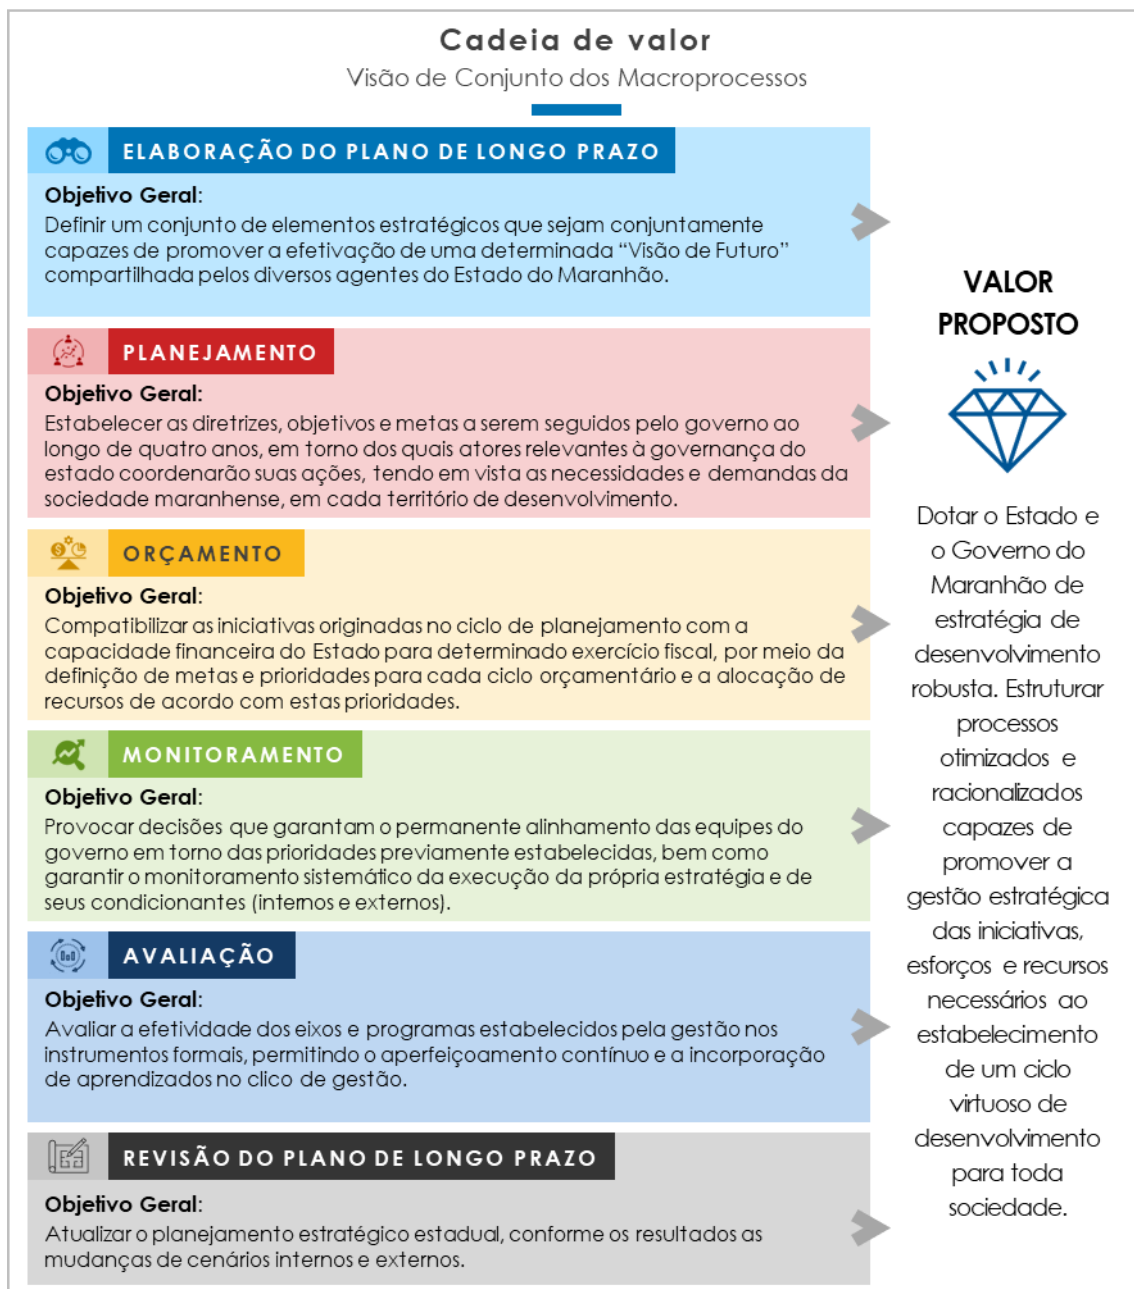 Cadeia de valor
Visão de Conjunto dos Macroprocessos
ELABORAÇÃO DO PLANO DE LONGO PRAZO
Objetivo Geral:
Definir um conjunto de elementos estratégicos que sejam conjuntamente
capazes de promover a efetivação de uma determinada “Visão de Futuro”
compartilhada pelos diversos agentes do Estado do Maranhão.
PLANEJAMENTO
Objetivo Geral:
Estabelecer as diretrizes, objetivos e metas a serem seguidos pelo governo ao
longo de quatro anos, em torno dos quais atores relevantes à governança do
estado coordenarão suas ações, tendo em vista as necessidades e demandas da
sociedade maranhense, em cada território de desenvolvimento.
ORÇAMENTO
Objetivo Geral:
Compatibilizar as iniciativas originadas no ciclo de planejamento com a
capacidade financeira do Estado para determinado exercício fiscal, por meio da
definição de metas e prioridades para cada ciclo orçamentário e a alocação de
recursos de acordo com estas prioridades.
MONITORAMENTO
Objetivo Geral:
Provocar decisões que garantam o permanente alinhamento das equipes do
governo em torno das prioridades previamente estabelecidas, bem como
garantir o monitoramento sistemático da execução da própria estratégia e de
seus condicionantes (internos e externos).
AVALIAÇÃO
Objetivo Geral:
Avaliar a efetividade dos eixos e programas estabelecidos pela gestão nos
instrumentos formais, permitindo o aperfeiçoamento contínuo e a incorporação
de aprendizados no clico de gestão.
REVISÃO DO PLANO DE LONGO PRAZO
Objetivo Geral:
Atualizar o planejamento estratégico estadual, conforme os resultados as
mudanças de cenários internos e externos.
VALOR
PROPOSTO
Dotar o Estado e
o Governo do
Maranhão de
estratégia de
desenvolvimento
robusta. Estruturar
processos
otimizados e
racionalizados
capazes de
promover a
gestão estratégica
das iniciativas,
esforços e recursos
necessários ao
estabelecimento
de um ciclo
virtuoso de
desenvolvimento
para toda
sociedade.